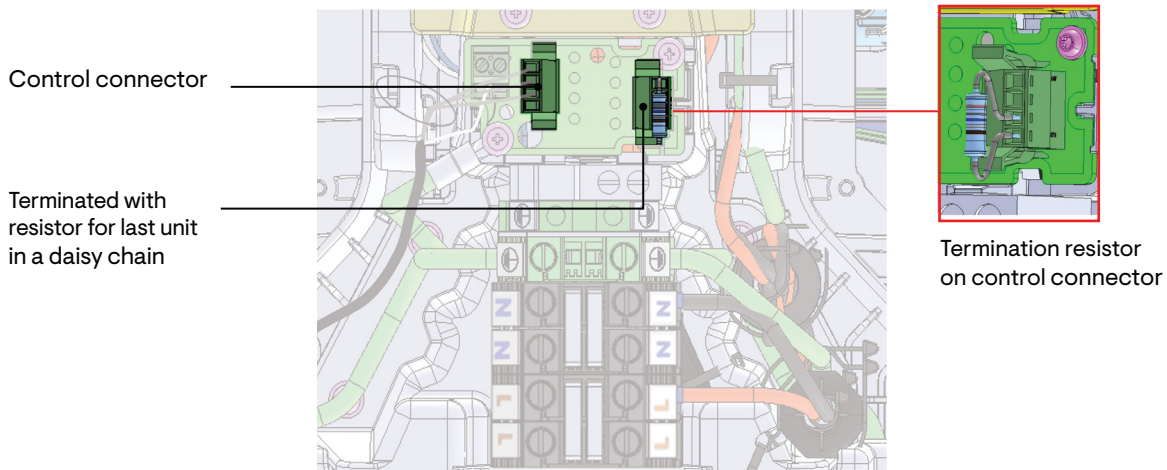 Control connector
Terminated with
resistor for last unit
in a daisy chain
Termination resistor
on control connector
N
N
N
N
L
L
L
L